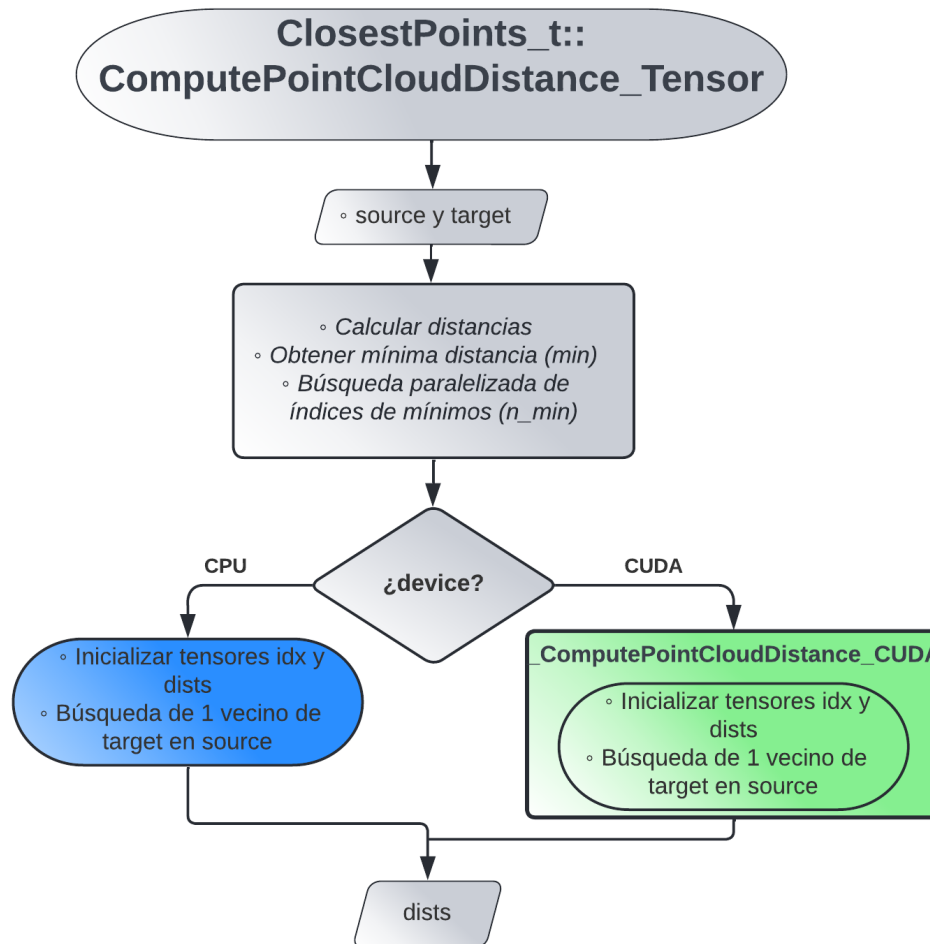 ClosestPoints_t::
ComputePointCloudDistance_Tensor
◦ source y target
◦ Calcular distancias
◦ Obtener mínima distancia (min)
◦ Búsqueda paralelizada de
índices de mínimos (n_min)
¿device?
CPU
CUDA
◦ Inicializar tensores idx y
dists
◦ Búsqueda de 1 vecino de
target en source
_ComputePointCloudDistance_CUDA
◦ Inicializar tensores idx y
dists
◦ Búsqueda de 1 vecino de
target en source
dists